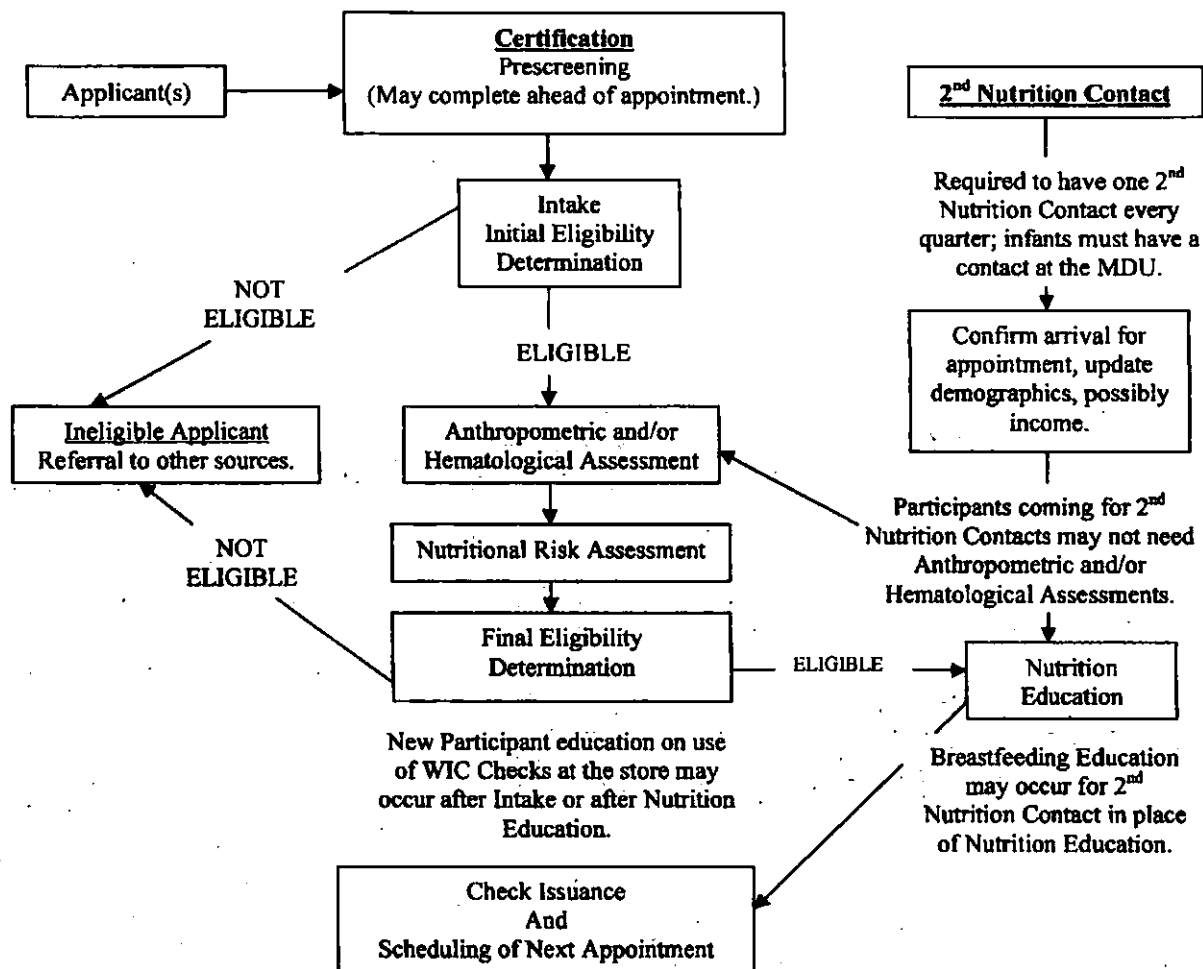 Certification
Prescreening
(May complete ahead of appointment.)
Applicant(s)
2nd Nutrition Contact
Intake
Initial Eligibility
Determination
Required to have one 2nd
Nutrition Contact every
quarter; infants must have a
contact at the MDU.
NOT
ELIGIBLE
ELIGIBLE
Confirm arrival for
appointment, update
demographics, possibly
income.
Ineligible Applicant
Referral to other sources.
Anthropometric and/or
Hematological Assessment
Participants coming for 2nd
Nutrition Contacts may not need
Anthropometric and/or
Hematological Assessments.
NOT
ELIGIBLE
Nutritional Risk Assessment
Final Eligibility
Determination
ELIGIBLE
Nutrition
Education
New Participant education on use
of WIC Checks at the store may
occur after Intake or after Nutrition
Education.
Breastfeeding Education
may occur for 2nd
Nutrition Contact in place
of Nutrition Education.
Check Issuance
And
Scheduling of Next Appointment